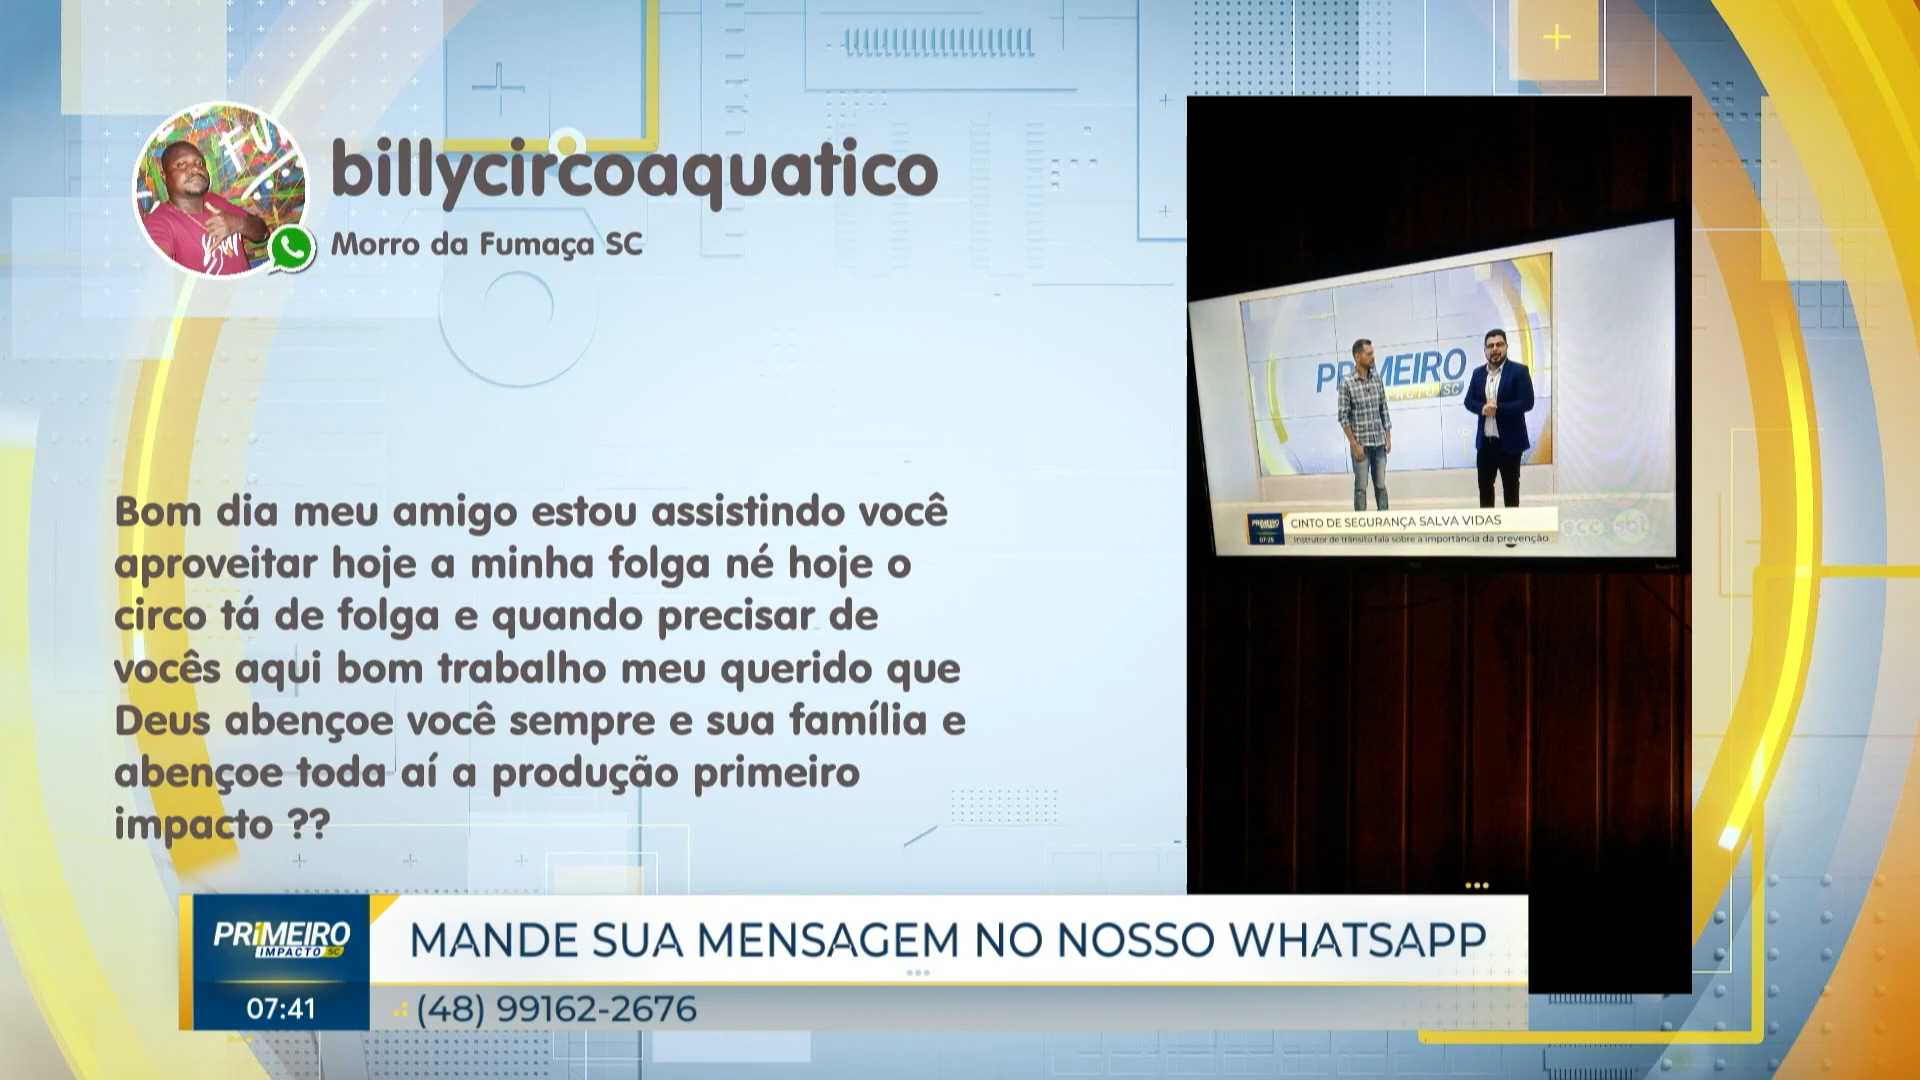 billycircoaquatico
Morro da Fumaça SC
Bom dia meu amigo estou assistindo você
aproveitar hoje a minha folga né hoje o
circo tá de folga e quando precisar de
vocês aqui bom trabalho meu querido que
Deus abençoe você sempre e sua família e
abençoe toda aí a produção primeiro
impacto ??
PRIMEIRO
SC
CINTO DE SEGURANÇA SALVA VIDAS
Instrutor de trânsito fala sobre a importância da prevenção
scc sbt
PRiMEIRO
IMPACTO SC
07:41
MANDE SUA MENSAGEM NO NOSSO WHATSAPP
(48) 99162-2676